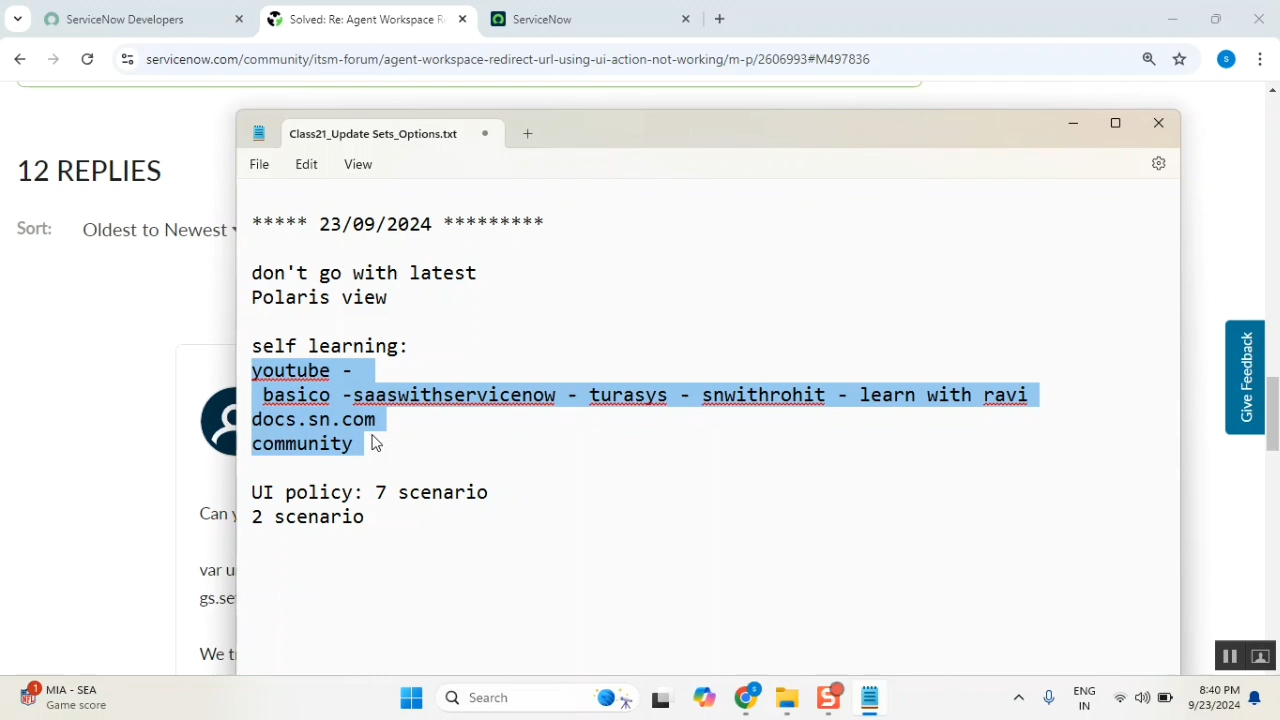 ServiceNow Developers
Solved: Re: Agent Workspace R
ServiceNow
servicenow.com/community/itsm-forum/agent-workspace-redirect-url-using-ui-action-not-working/m-p/2606993#M497836
S
12 REPLIES
Sort: Oldest to Newest
Can y
var u
gs.se
We t
Class21_Update Sets_Options.txt
File Edit View
***** 23/09/2024 *********
don't go with latest
Polaris view
self learning:
youtube -
basico -saaswithservicenow - turasys - snwithrohit - learn with ravi
docs.sn.com
community
UI policy: 7 scenario
2 scenario
Give Feedback
1
MIA - SEA
Game score
Search
S
S
ENG
IN
8:40 PM
9/23/2024